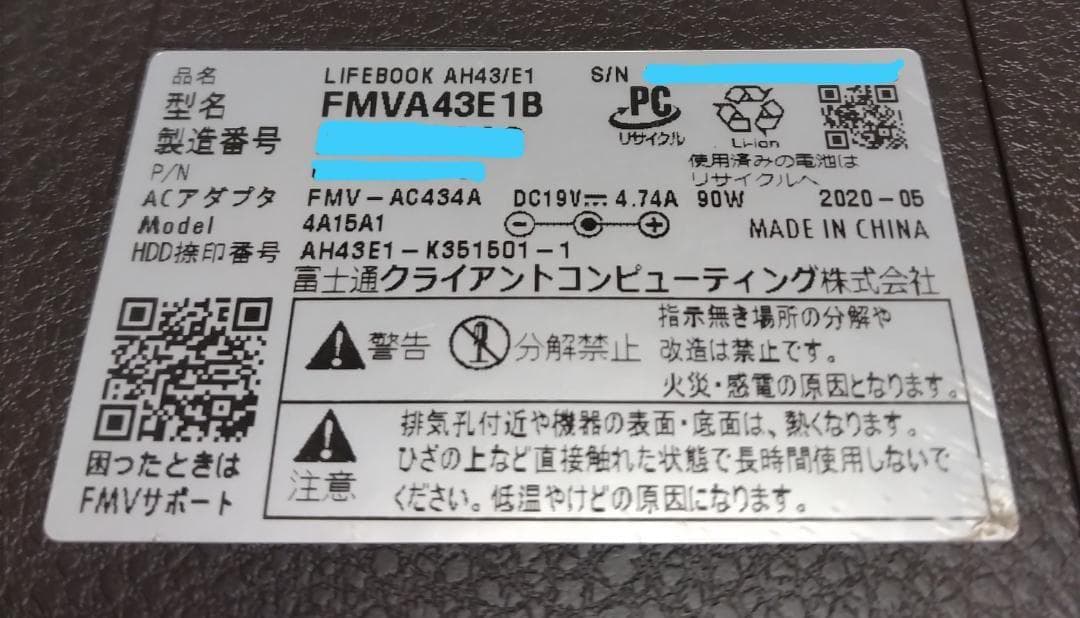 品名 LIFEBOOK AH43/E1 S/N
型名 FMVA43E1B
PC
リサイクル
Li-ion
製造番号
使用済みの電池は
リサイクルへ
P/N
ACアダプタ FMV-AC434A DC19V⎓4.74A 90W 2020-05
Model 4A15A1
MADE IN CHINA
HDD捺印番号 AH43E1-K351501-1
富士通クライアントコンピューティング株式会社
警告 分解禁止
指示無き場所の分解や
改造は禁止です。
火災・感電の原因となります。
注意
排気孔付近や機器の表面・底面は、熱くなります。
ひざの上など直接触れた状態で長時間使用しないで
ください。低温やけどの原因になります。
困ったときは
FMVサポート